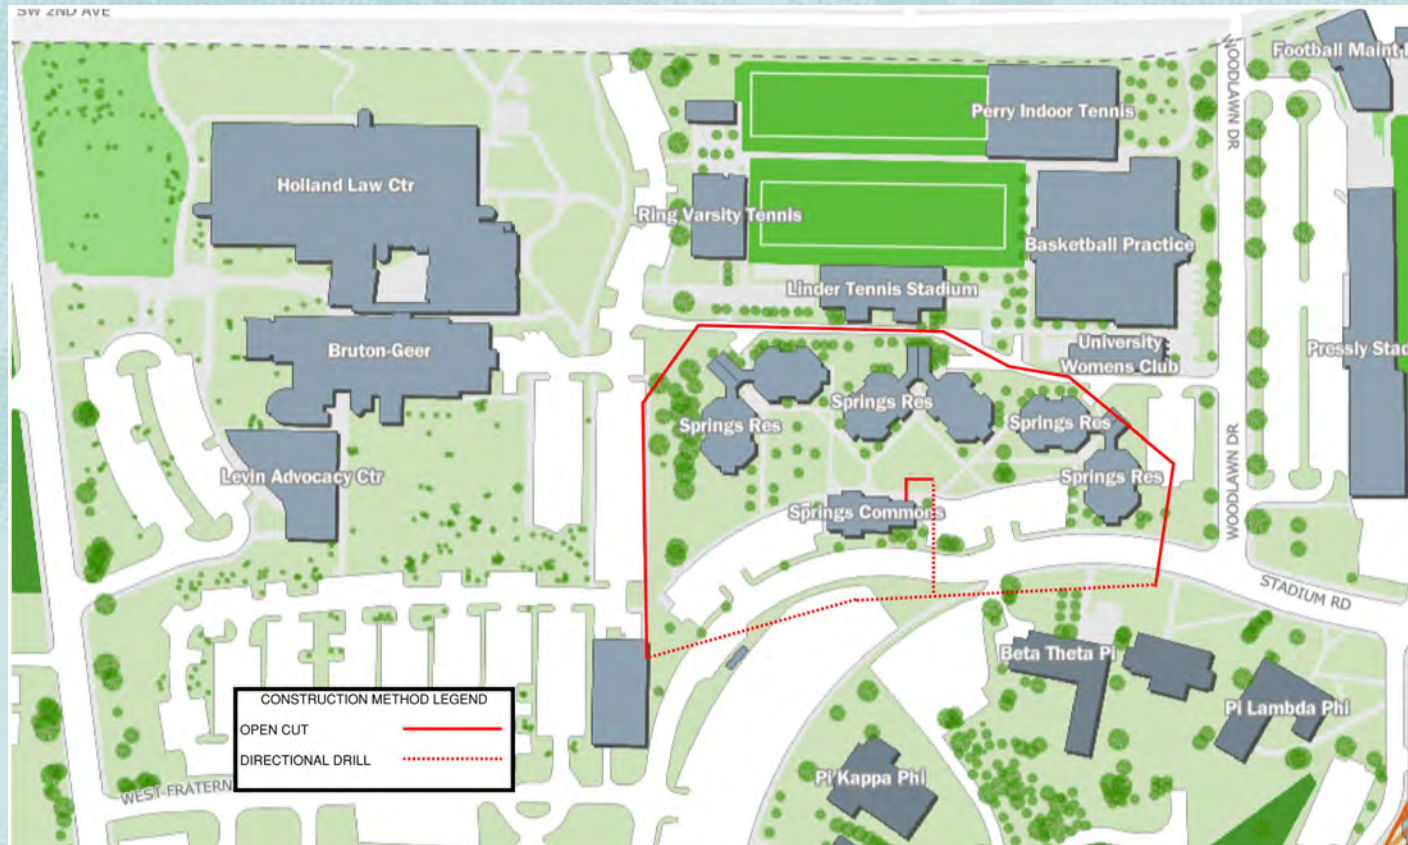 SW 2ND AVE
WOODLAWN DR
Football Maint
Perry Indoor Tennis
Holland Law Ctr
Ring Varsity Tennis
Basketball Practice
Linder Tennis Stadium
Bruton-Geer
University
Womens Club
Pressly Stad
Springs Res
Springs Res
Springs Res
Springs Res
Levin Advocacy Ctr
WOODLAWN DR
Springs Commons
STADIUM RD
Beta Theta Pi
Pi Lambda Phi
CONSTRUCTION METHOD LEGEND
OPEN CUT
DIRECTIONAL DRILL
WEST FRATERN
Pi Kappa Phi